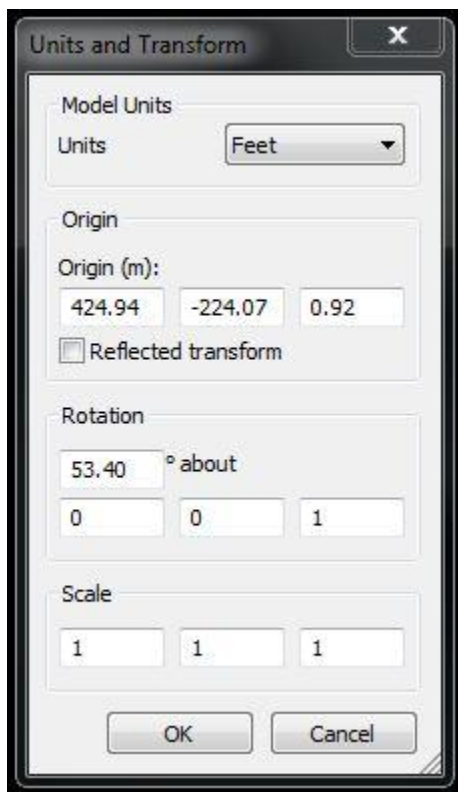 Units and Transform x
Model Units
Units Feet
Origin
Origin (m):
424.94 -224.07 0.92
Reflected transform
Rotation
53.40 ° about
0 0 1
Scale
1 1 1
OK Cancel